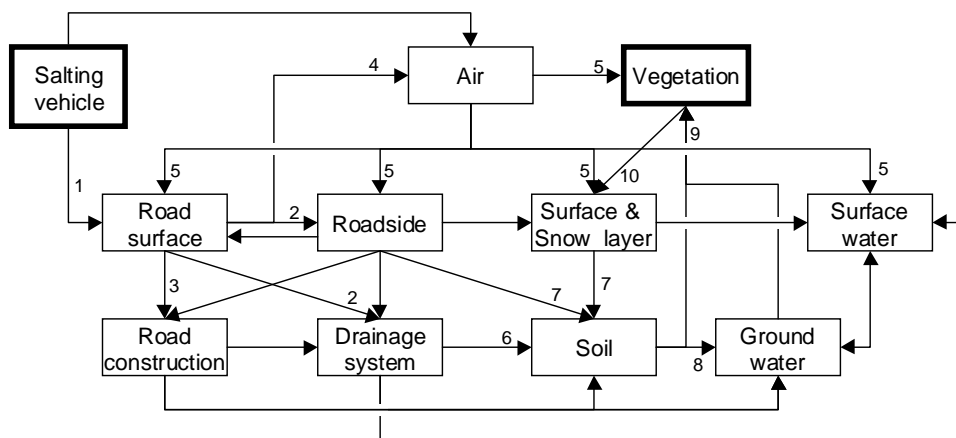 Salting
vehicle
4
Air
5
Vegetation
1
5
5
5
10
9
5
Road
surface
2
Roadside
Surface &
Snow layer
Surface
water
3
2
7
7
Road
construction
Drainage
system
6
Soil
8
Ground
water